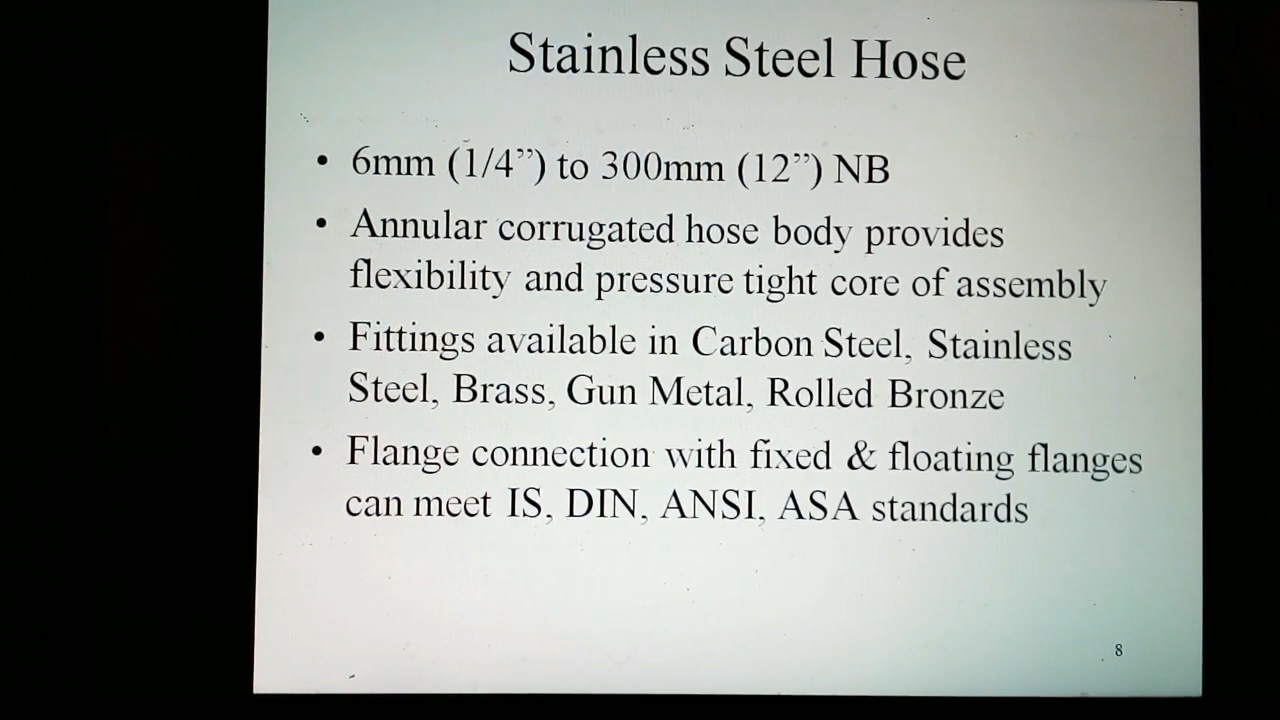 Stainless Steel Hose
• 6mm (1/4”) to 300mm (12”) NB
• Annular corrugated hose body provides
flexibility and pressure tight core of assembly
• Fittings available in Carbon Steel, Stainless
Steel, Brass, Gun Metal, Rolled Bronze
• Flange connection with fixed & floating flanges
can meet IS, DIN, ANSI, ASA standards
8